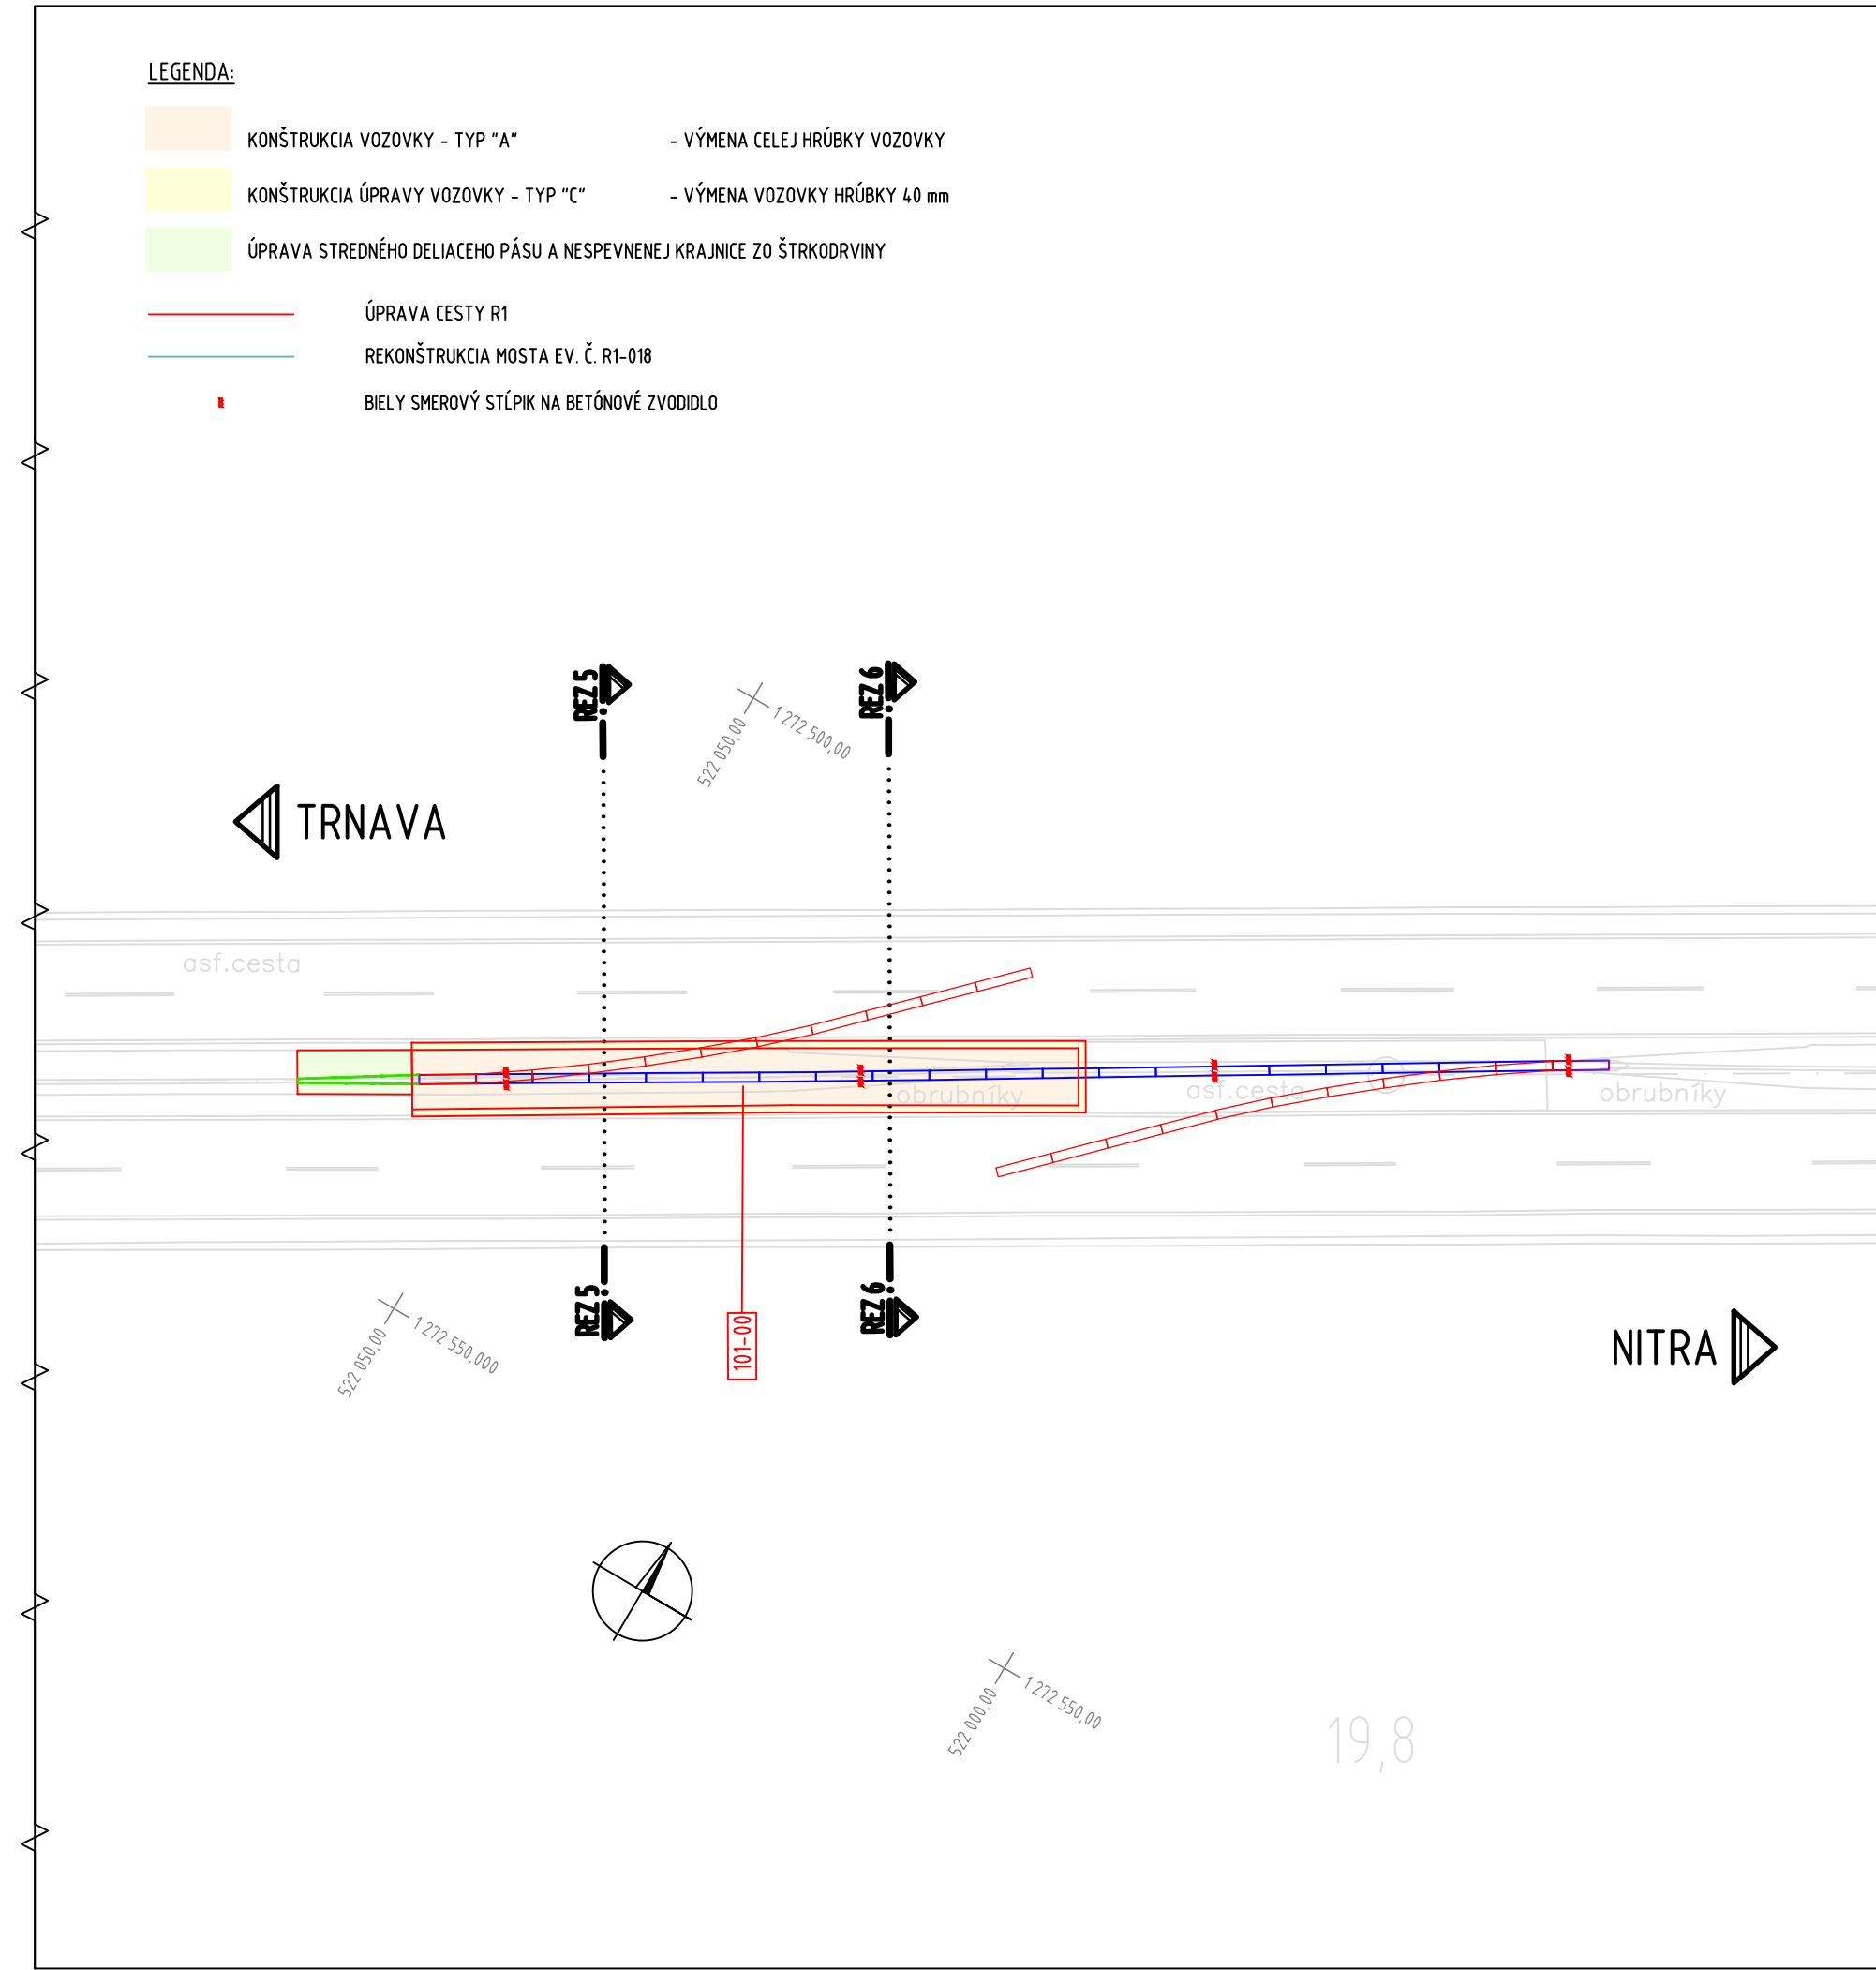 LEGENDA:
KONŠTRUKCIA VOZOVKY - TYP "A" - VÝMENA CELEJ HRÚBKY VOZOVKY
KONŠTRUKCIA ÚPRAVY VOZOVKY - TYP "C" - VÝMENA VOZOVKY HRÚBKY 40 mm
ÚPRAVA STREDNÉHO DELIACEHO PÁSU A NESPEVNENEJ KRAJNICE ZO ŠTRKODRVINY
ÚPRAVA CESTY R1
REKONŠTRUKCIA MOSTA EV. Č. R1-018
BIELY SMEROVÝ STĹPIK NA BETÓNOVÉ ZVODIDLO
REZ 5
REZ 6
522 050,00
1 272 500,00
TRNAVA
asf.cesta
obrubníky
asf.cesta
obrubníky
REZ 5
REZ 6
101-00
522 050,00
1 272 550,000
NITRA
522 000,00
1 272 550,00
19,8